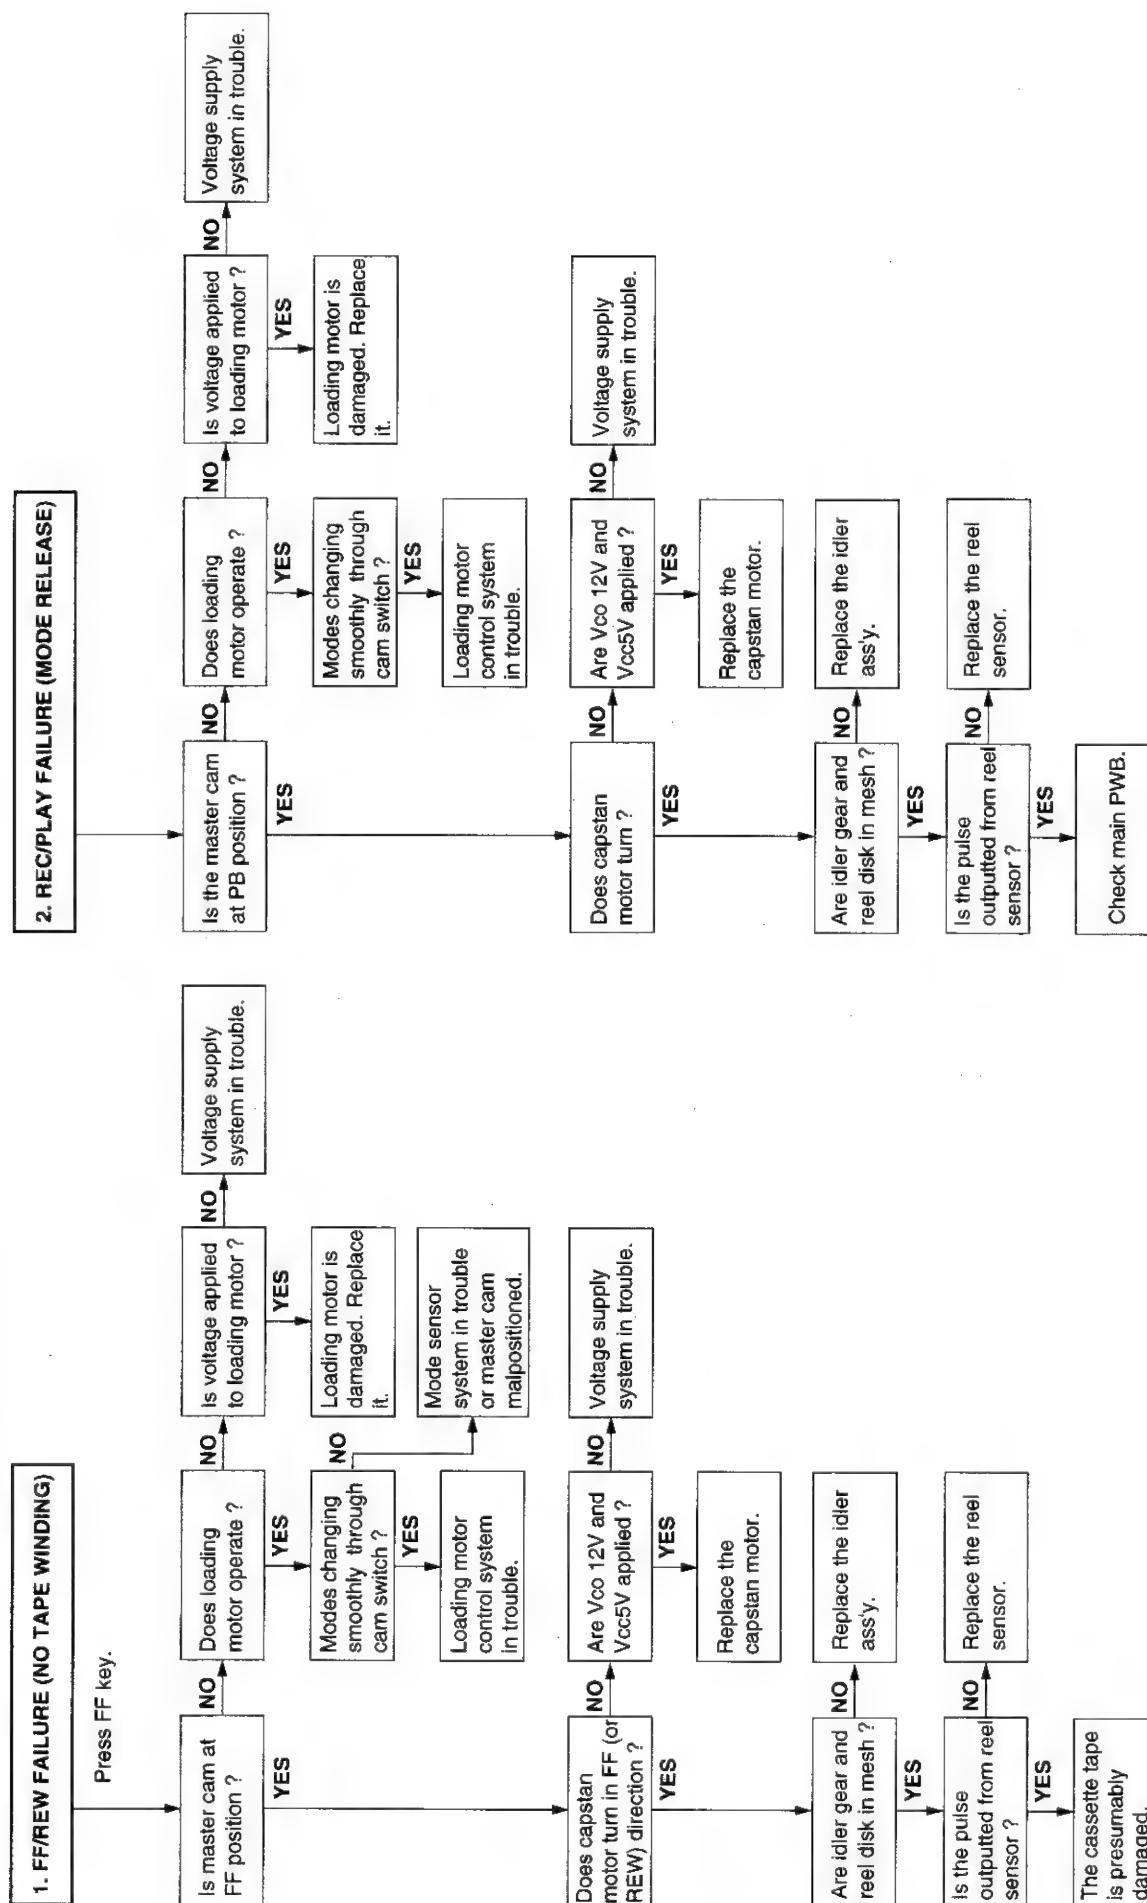 1. FF/REW FAILURE (NO TAPE WINDING)
Press FF key.
Is master cam at
FF position ?
NO
Does loading
motor operate ?
NO
Is voltage applied
to loading motor ?
NO
Voltage supply
system in trouble.
YES
YES
YES
Modes changing
smoothly through
cam switch ?
NO
Loading motor is
damaged. Replace
it.
YES
Loading motor
control system
in trouble.
Mode sensor
system in trouble
or master cam
malpositioned.
Does capstan
motor turn in FF (or
REW) direction ?
NO
Are Vco 12V and
Vcc5V applied ?
NO
Voltage supply
system in trouble.
YES
YES
Replace the
capstan motor.
Are idler gear and
reel disk in mesh ?
NO
Replace the idler
ass'y.
YES
Is the pulse
outputted from reel
sensor ?
NO
Replace the reel
sensor.
YES
The cassette tape
is presumably
damaged.
2. REC/PLAY FAILURE (MODE RELEASE)
Is the master cam
at PB position ?
NO
Does loading
motor operate ?
NO
Is voltage applied
to loading motor ?
NO
Voltage supply
system in trouble.
YES
YES
YES
Modes changing
smoothly through
cam switch ?
Loading motor is
damaged. Replace
it.
YES
Loading motor
control system
in trouble.
Does capstan
motor turn ?
NO
Are Vco 12V and
Vcc5V applied ?
NO
Voltage supply
system in trouble.
YES
YES
Replace the
capstan motor.
Are idler gear and
reel disk in mesh ?
NO
Replace the idler
ass'y.
YES
Is the pulse
outputted from reel
sensor ?
NO
Replace the reel
sensor.
YES
Check main PWB.